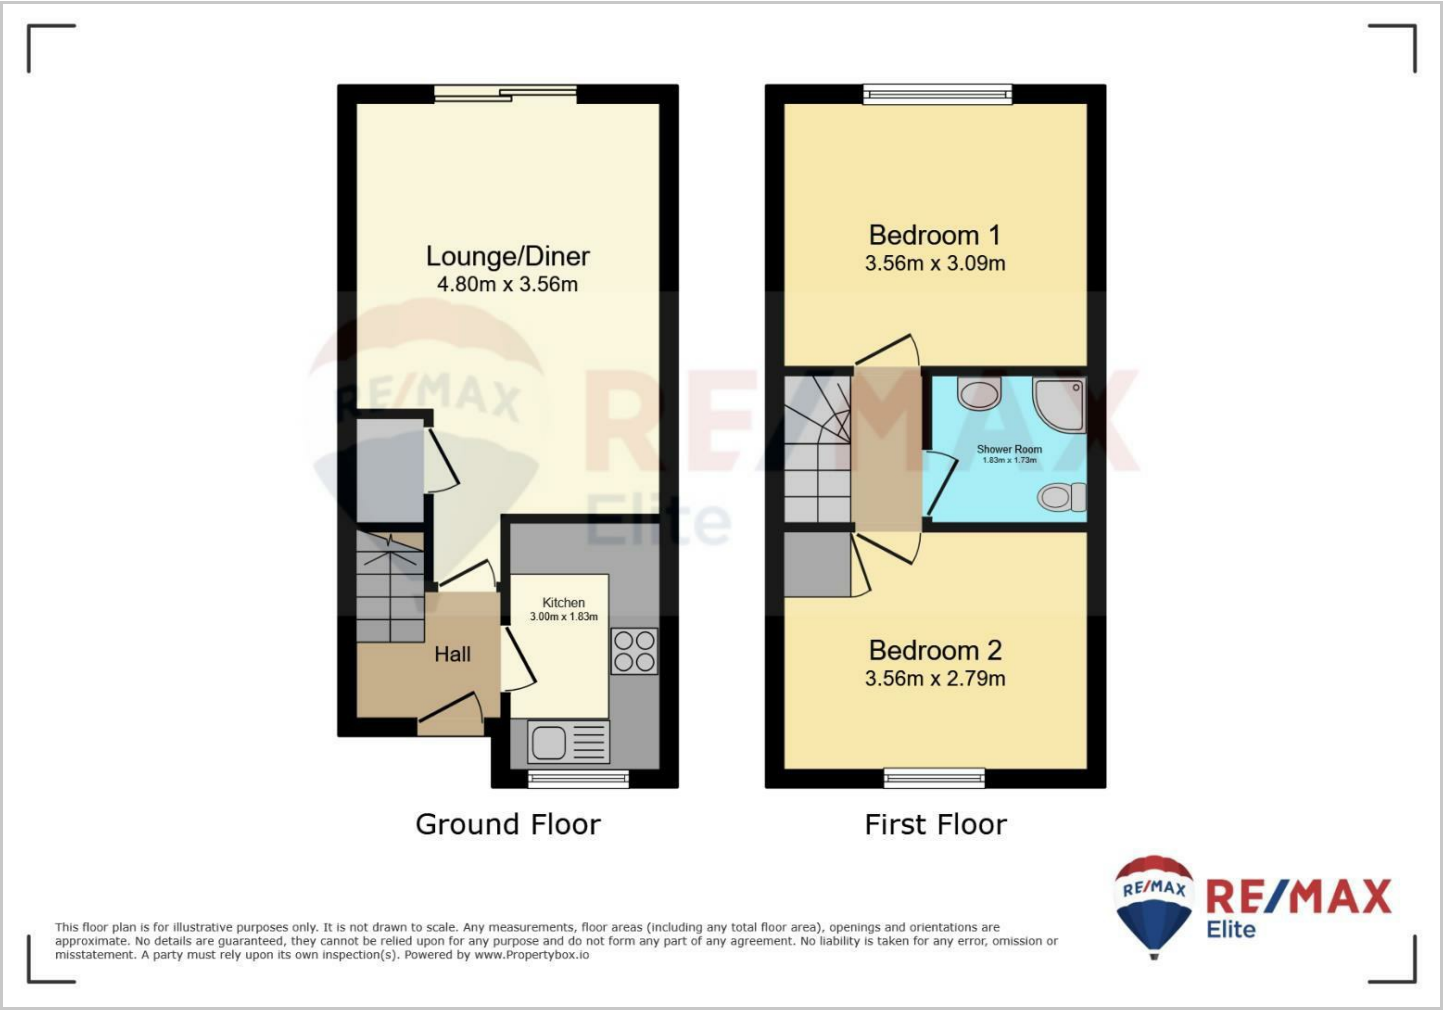 Lounge/Diner
4.80m x 3.56m
Kitchen
3.00m x 1.83m
Hall
Ground Floor
Bedroom 1
3.56m x 3.09m
Shower Room
1.83m x 1.73m
Bedroom 2
3.56m x 2.79m
First Floor
RE/MAX
RE/MAX
Elite
This floor plan is for illustrative purposes only. It is not drawn to scale. Any measurements, floor areas (including any total floor area), openings and orientations are
approximate. No details are guaranteed, they cannot be relied upon for any purpose and do not form any part of any agreement. No liability is taken for any error, omission or
misstatement. A party must rely upon its own inspection(s). Powered by www.Propertybox.io
RE/MAX
RE/MAX
Elite